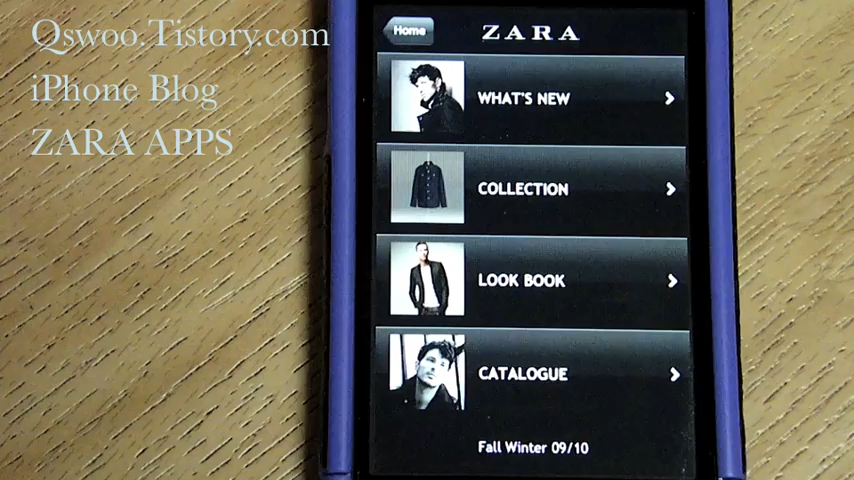 Qswoo.Tistory.com
iPhone Blog
ZARA APPS
Home
ZARA
WHAT'S NEW
COLLECTION
LOOK BOOK
CATALOGUE
Fall Winter 09/10